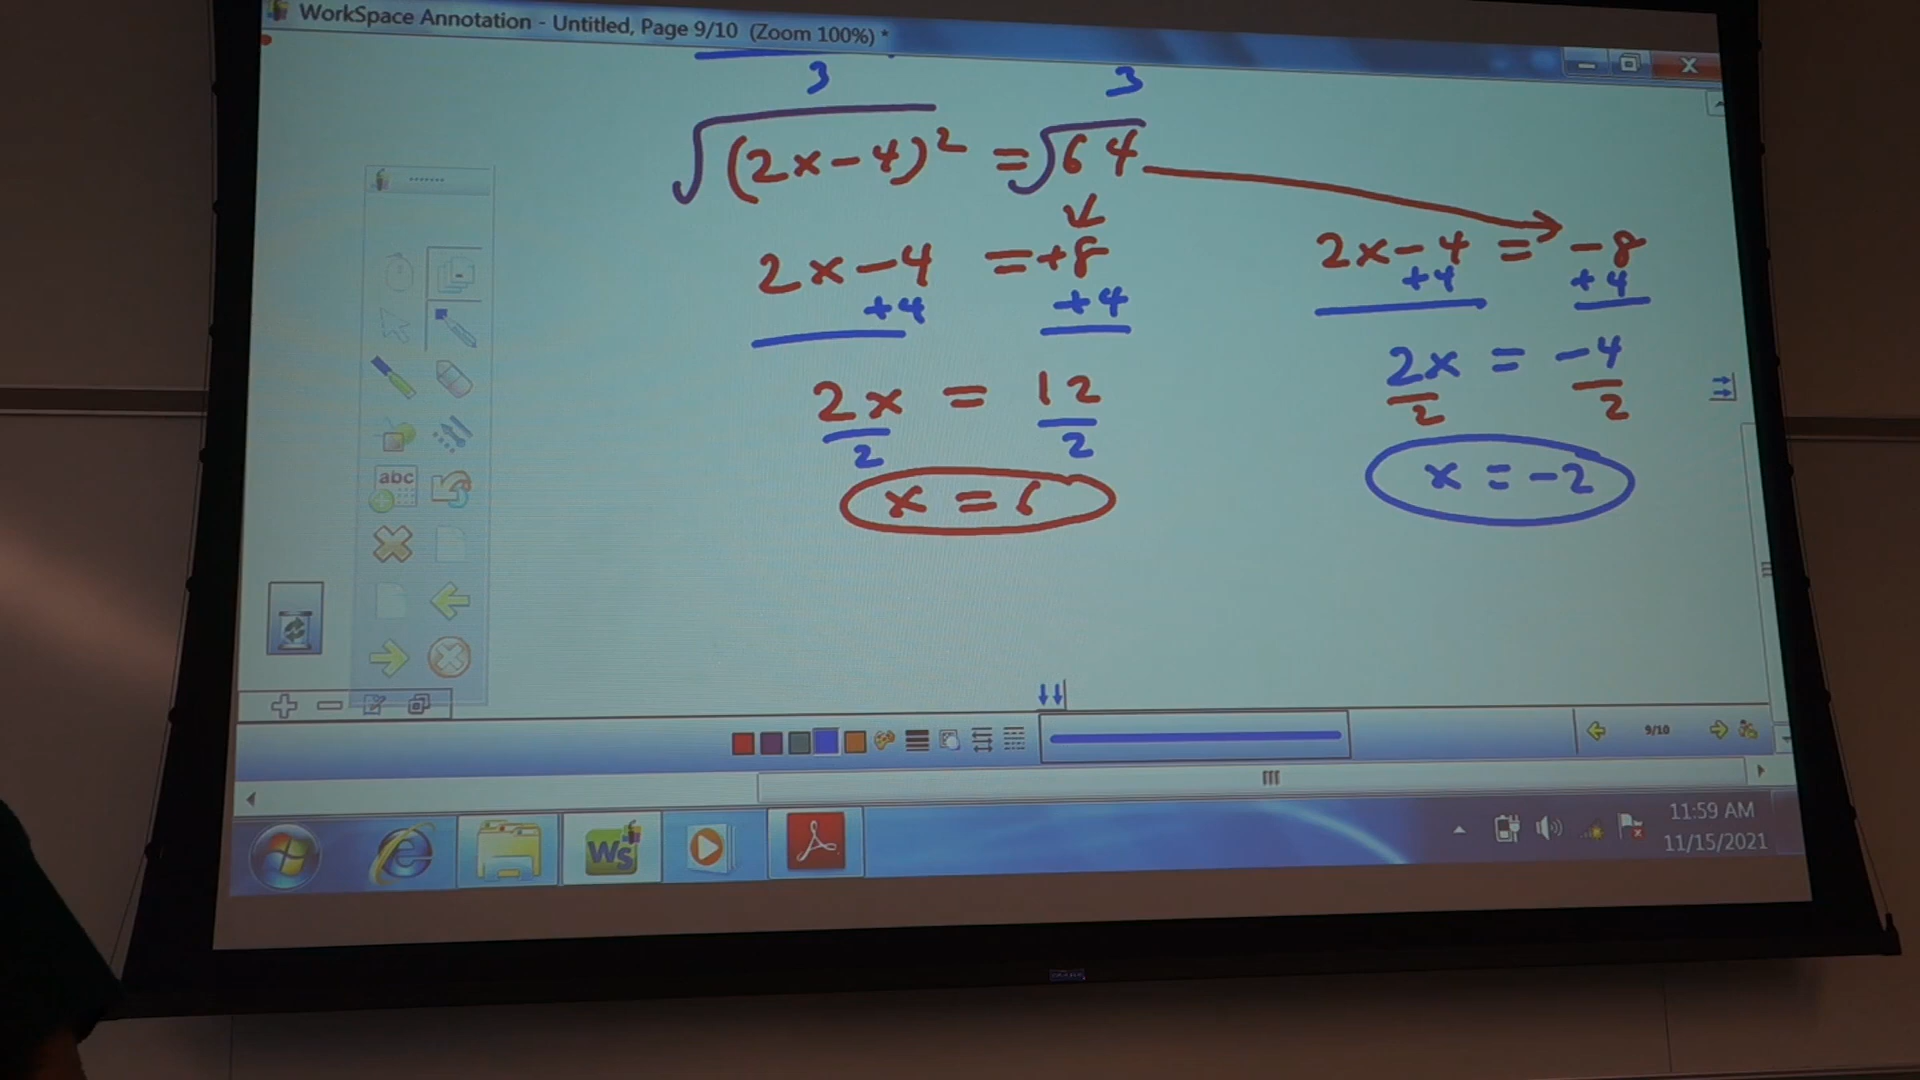 WorkSpace Annotation - Untitled, Page 9/10 (Zoom 100%) *
3 3
√(2x-4)² = √64
2x-4 = +8
+4 +4
2x = 12
2 2
x = 6
2x-4 = -8
+4 +4
2x = -4
2 2
x = -2
abc
9/10
WS
11:59 AM
11/15/2021